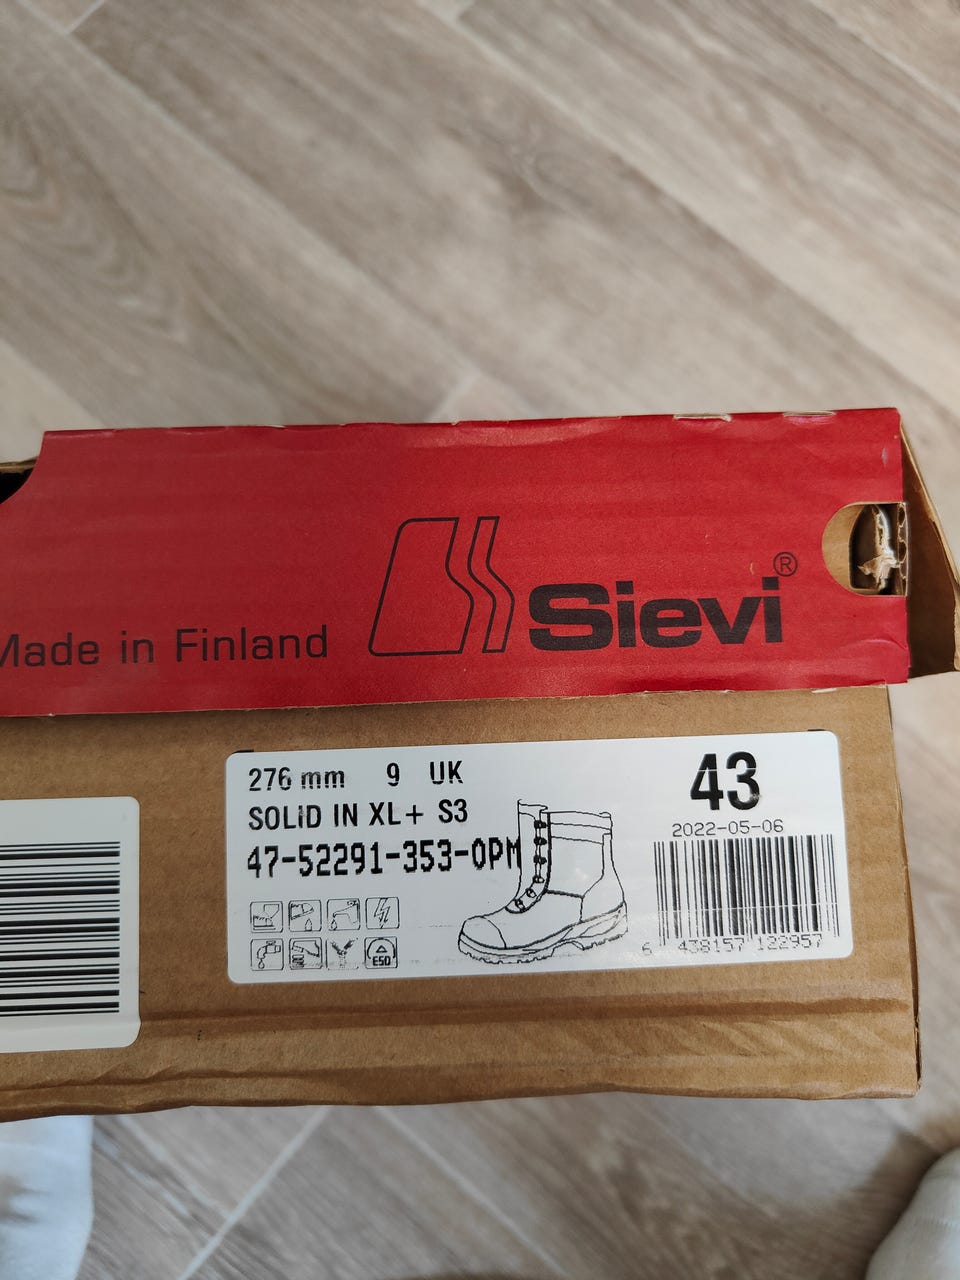 Made in Finland
Sievi®
276 mm 9 UK
43
SOLID IN XL+ S3
2022-05-06
47-52291-353-0PM
ESD
6 438157 122957